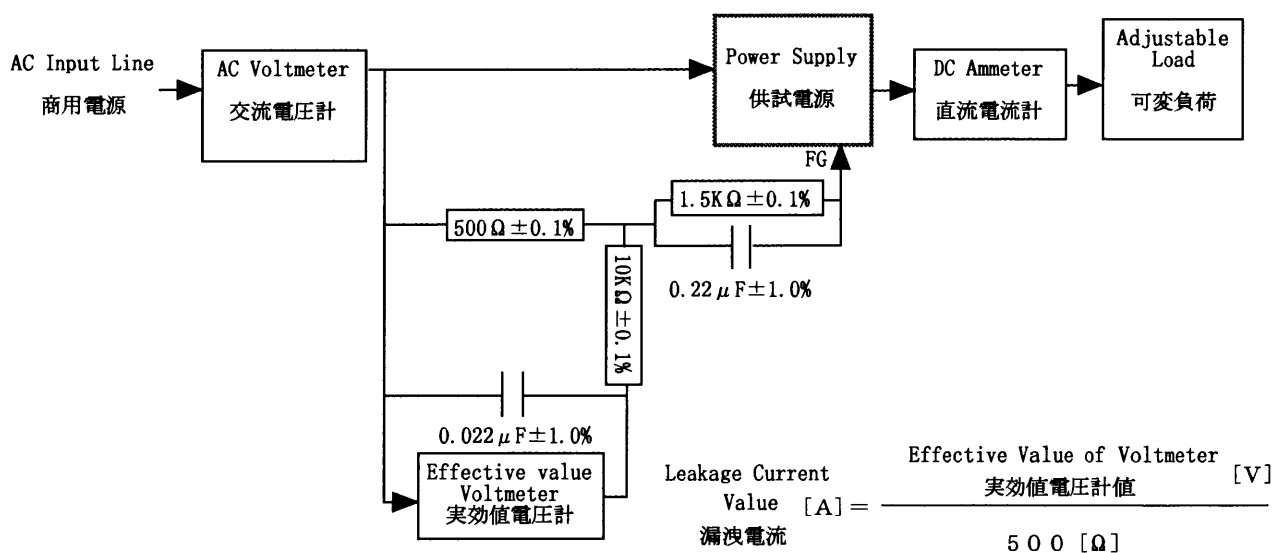 AC Input Line
商用電源
AC Voltmeter
交流電圧計
Power Supply
供試電源
DC Ammeter
直流電流計
Adjustable
Load
可変負荷
FG
1.5KΩ±0.1%
500Ω±0.1%
0.22μF±1.0%
10KΩ±0.1%
0.022μF±1.0%
Effective value
Voltmeter
実効値電圧計
Leakage Current
Value [A]=
漏洩電流
Effective Value of Voltmeter
実効値電圧計値 [V]
500[Ω]